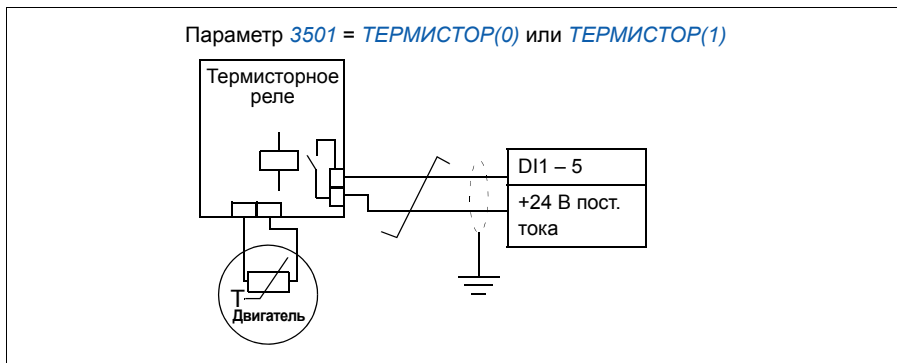 Параметр 3501 = ТЕРМИСТОР(0) или ТЕРМИСТОР(1)
Термисторное
реле
DI1 – 5
+24 В пост.
тока
T
Двигатель